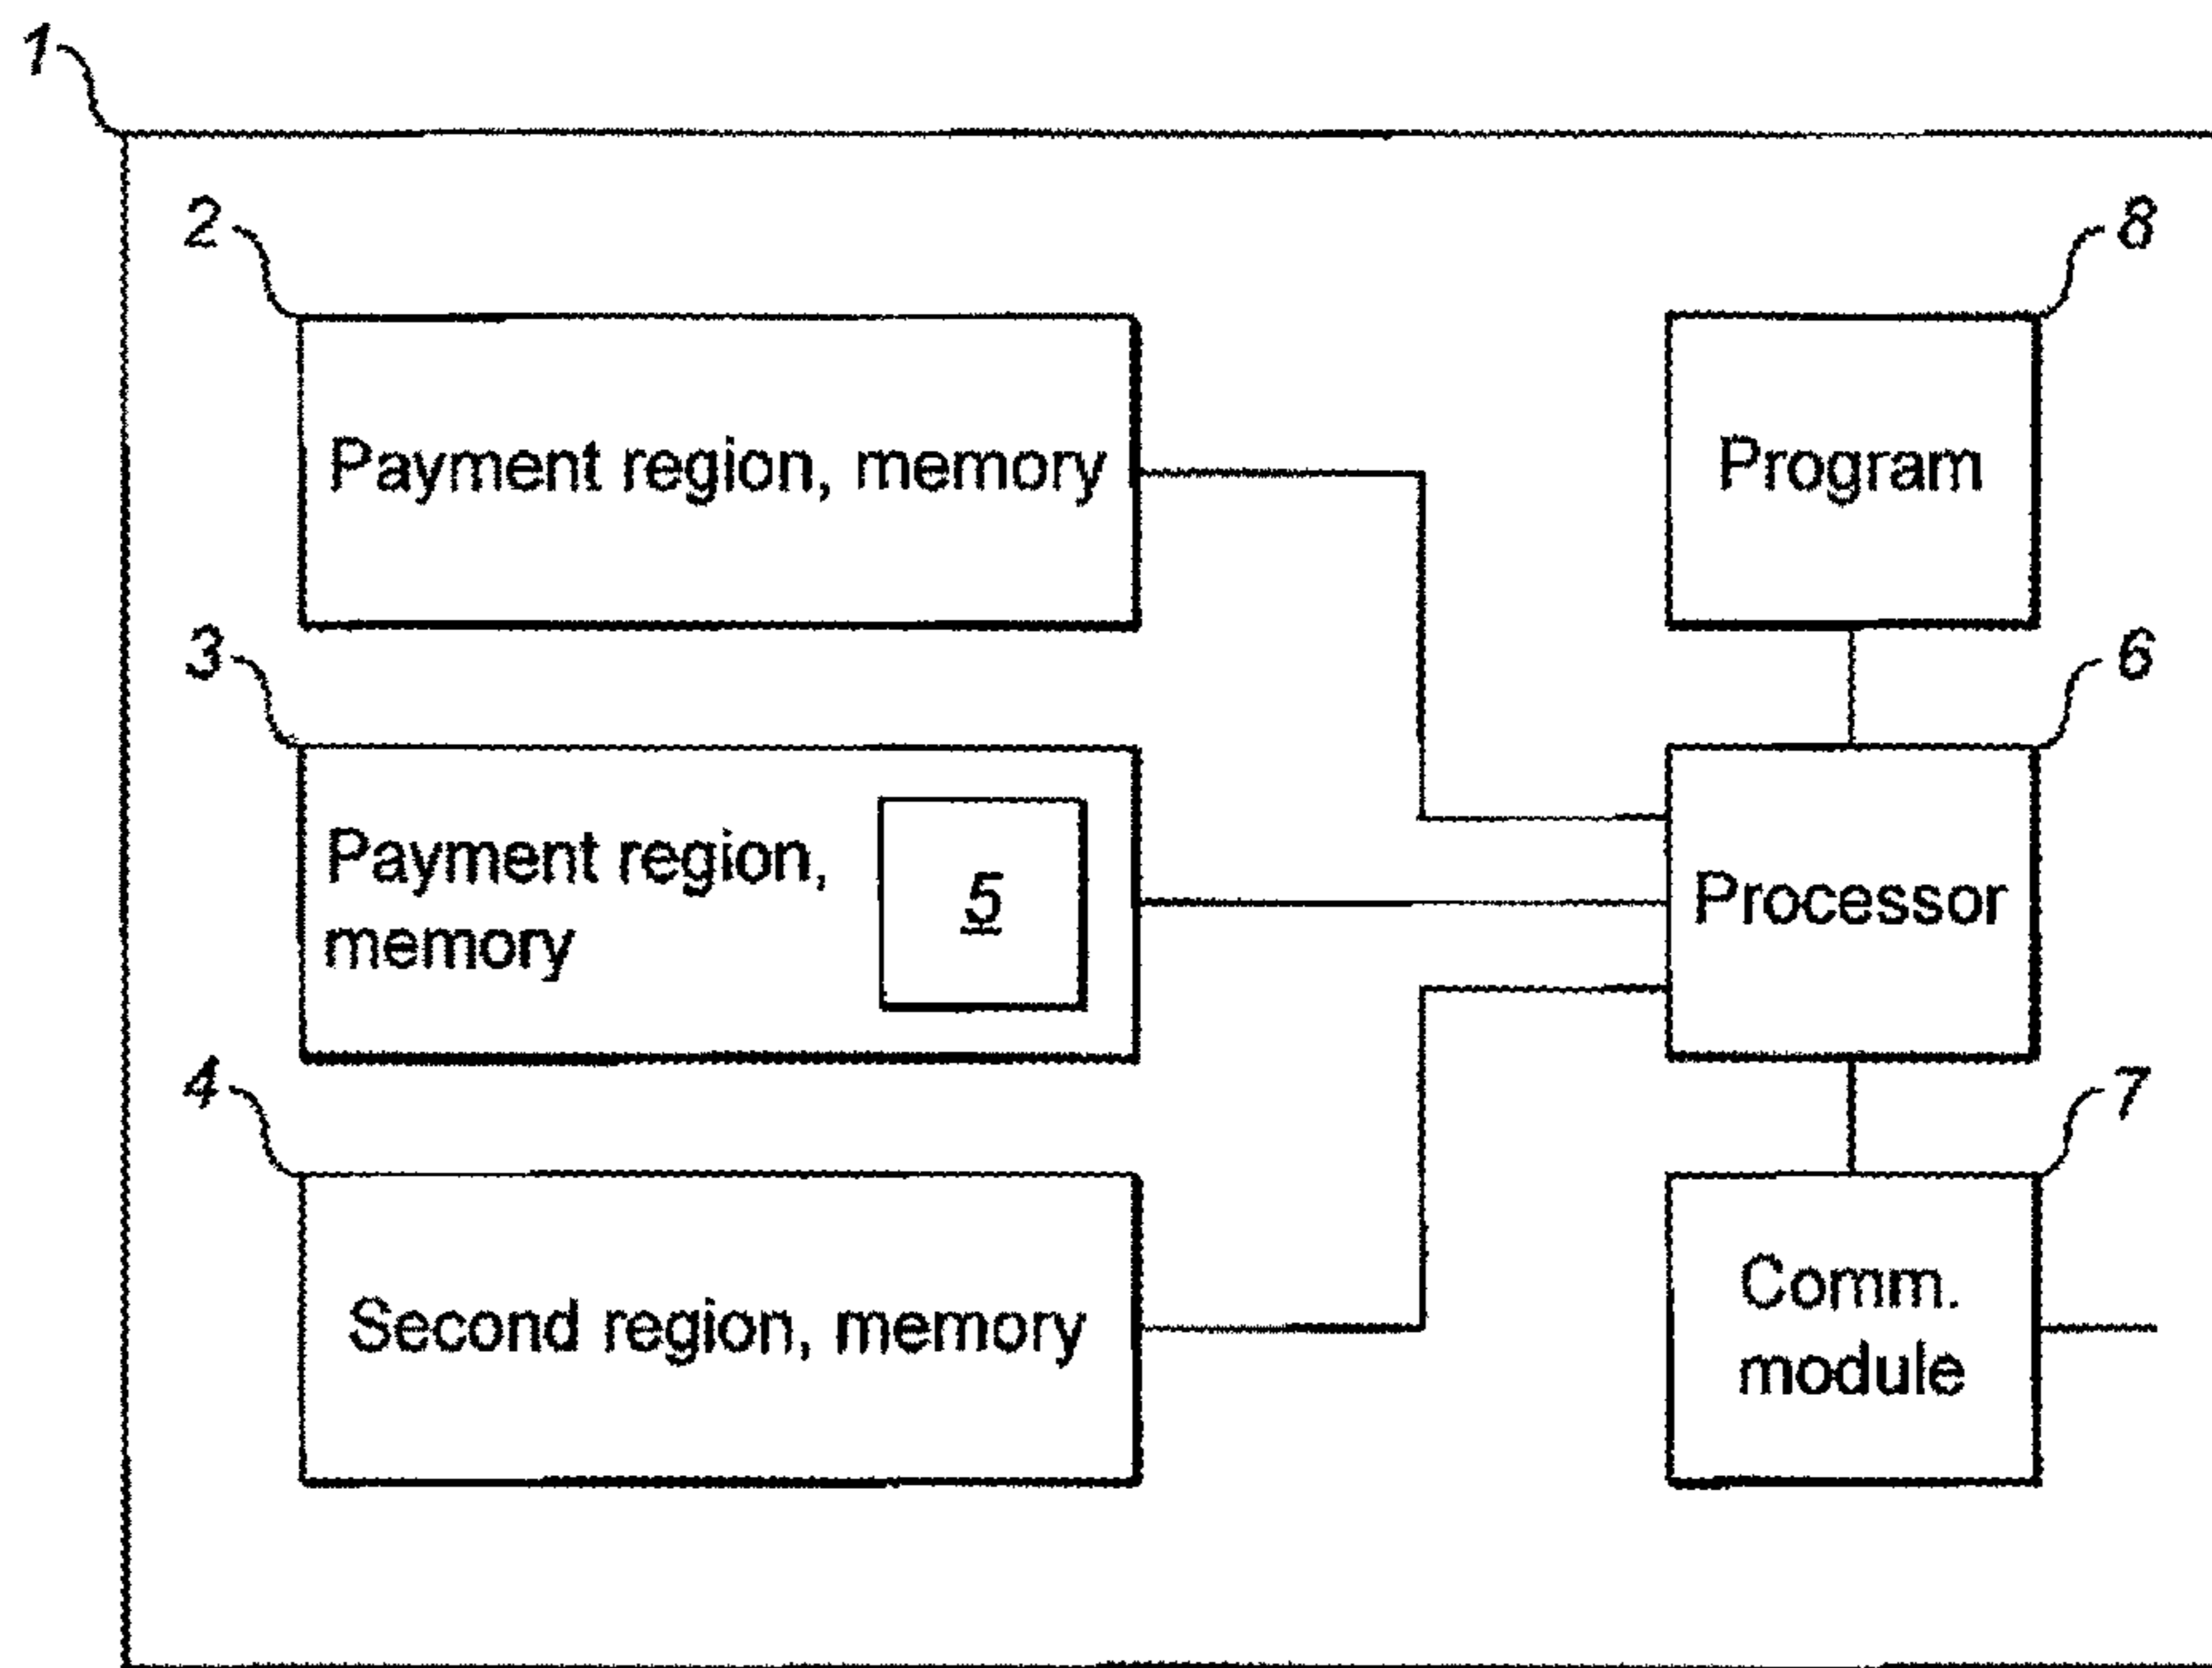 1
2
8
Payment region, memory
Program
3
6
Payment region,
memory
5
Processor
4
7
Second region, memory
Comm.
module